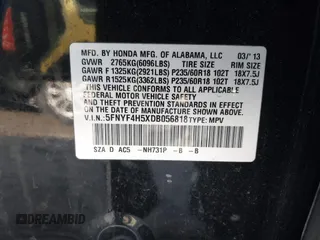 MFD. BY HONDA MFG. OF ALABAMA, LLC 03/'13
GVWR 2765KG(6096LBS) TIRE SIZE RIM SIZE
GAWR F 1325KG(2921LBS) P235/60R18 102T 18X7.5J
GAWR R 1525KG(3362LBS) P235/60R18 102T 18X7.5J
THIS VEHICLE CONFORMS TO ALL APPLICABLE
FEDERAL MOTOR VEHICLE SAFETY STANDARDS
IN EFFECT ON THE DATE OF MANUFACTURE
SHOWN ABOVE.
V.I.N.:5FNYF4H5XDB056818 TYPE: MPV
SZA D AC5 -NH731P -B -B
DREAMBID